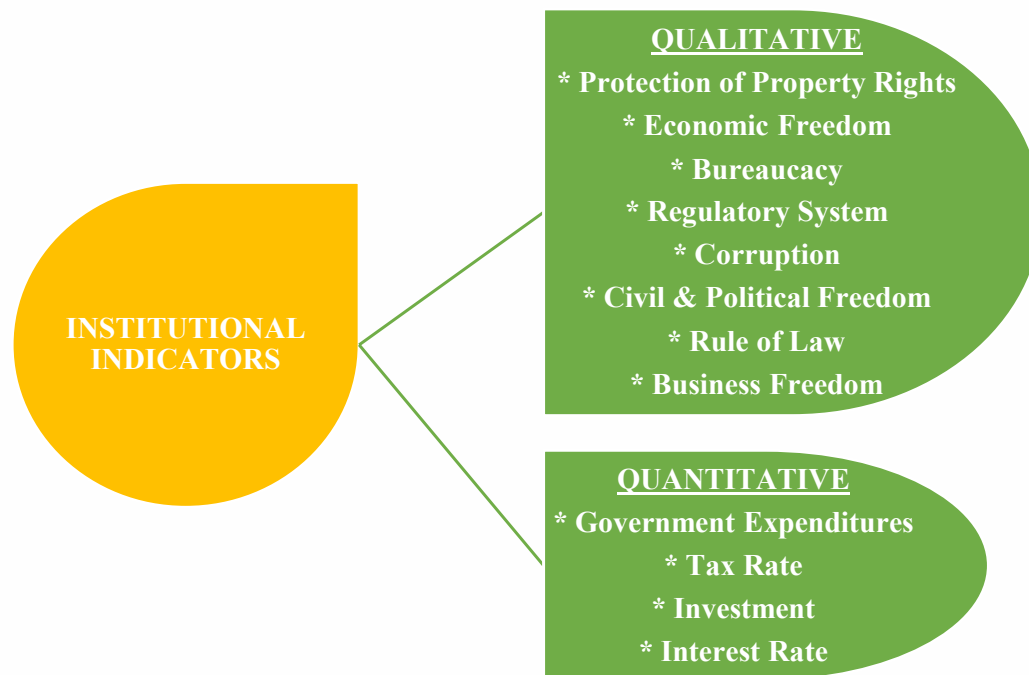 INSTITUTIONAL
INDICATORS
QUALITATIVE
* Protection of Property Rights
* Economic Freedom
* Bureaucacy
* Regulatory System
* Corruption
* Civil & Political Freedom
* Rule of Law
* Business Freedom
QUANTITATIVE
* Government Expenditures
* Tax Rate
* Investment
* Interest Rate